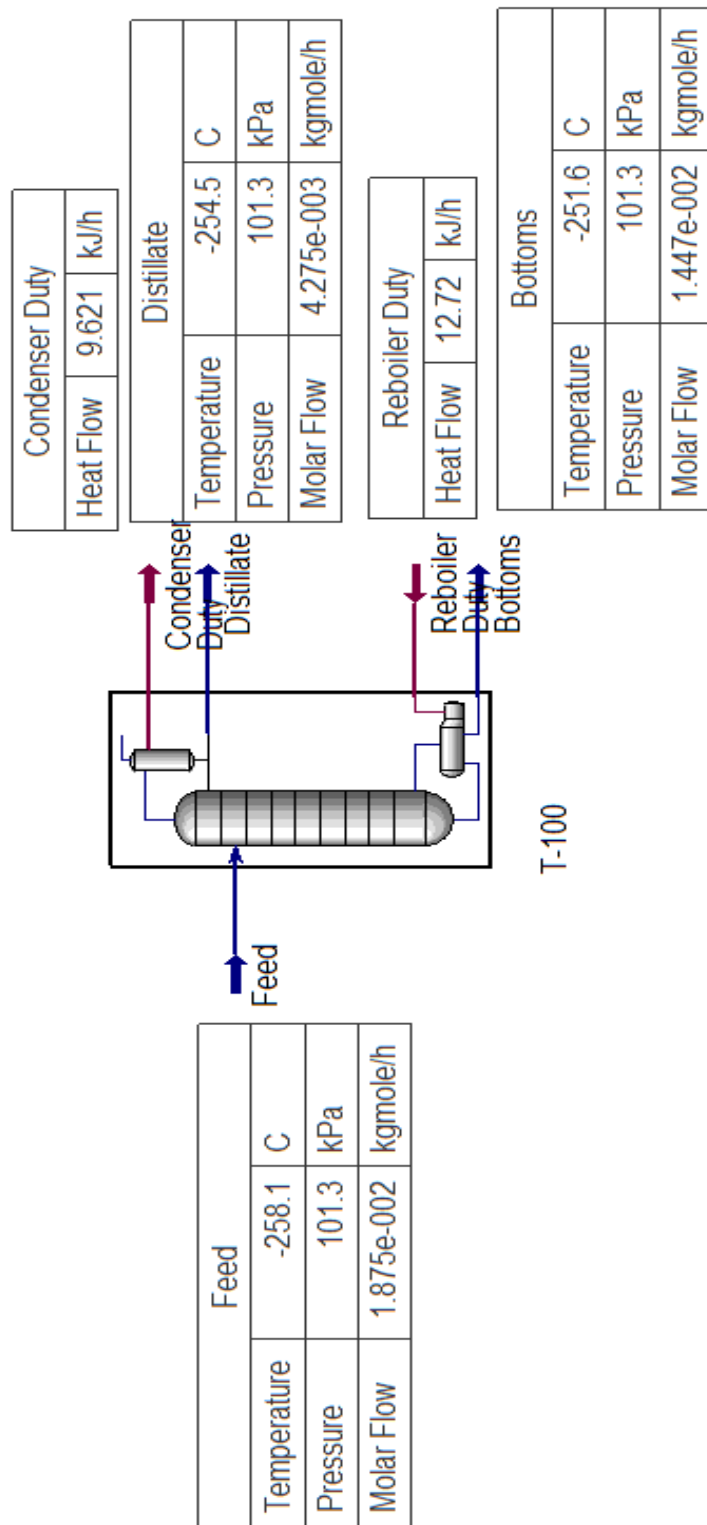 Condenser Duty
Heat Flow 9.621 kJ/h
Distillate
Temperature -254.5 C
Pressure 101.3 kPa
Molar Flow 4.275e-003 kgmole/h
Condenser
Duty
Distillate
Feed
Reboiler
Duty
Bottoms
T-100
Feed
Temperature -258.1 C
Pressure 101.3 kPa
Molar Flow 1.875e-002 kgmole/h
Reboiler Duty
Heat Flow 12.72 kJ/h
Bottoms
Temperature -251.6 C
Pressure 101.3 kPa
Molar Flow 1.447e-002 kgmole/h